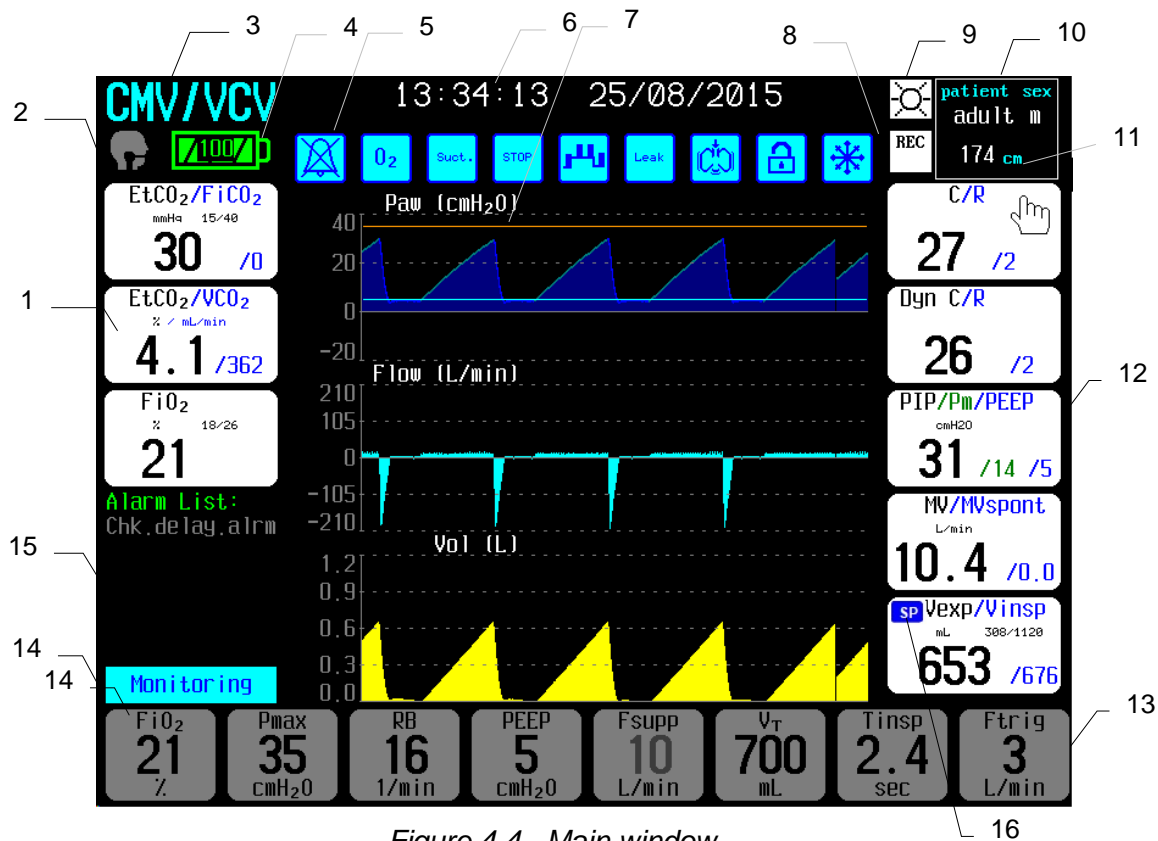 3 4 5 6 7 8 9 10
CMV/VCV 13:34:13 25/08/2015
patient sex
adult m
174 cm
2
11
100
O₂ Suct. STOP Leak
REC
EtCO₂/FiCO₂
mmHg 15/40
30 /0
1
EtCO₂/VCO₂
% / mL/min
4.1 /362
FiO₂
% 18/26
21
Alarm List:
Chk.delay.alrm
15
14
Monitoring
Paw (cmH₂O)
40
20
0
-20
Flow (L/min)
210
105
0
-105
-210
Vol (L)
1.2
0.9
0.6
0.3
0.0
C/R
27 /2
Dyn C/R
26 /2
12
PIP/Pm/PEEP
cmH2O
31 /14 /5
MV/MVspont
L/min
10.4 /0.0
SP Vexp/Vinsp
mL 308/1120
653 /676
14
FiO₂ Pmax RB PEEP Fsupp VT Tinsp Ftrig
13
21 35 16 5 10 700 2.4 3
% cmH₂O 1/min cmH₂O L/min mL sec L/min
16
Figure 4.4. Main window